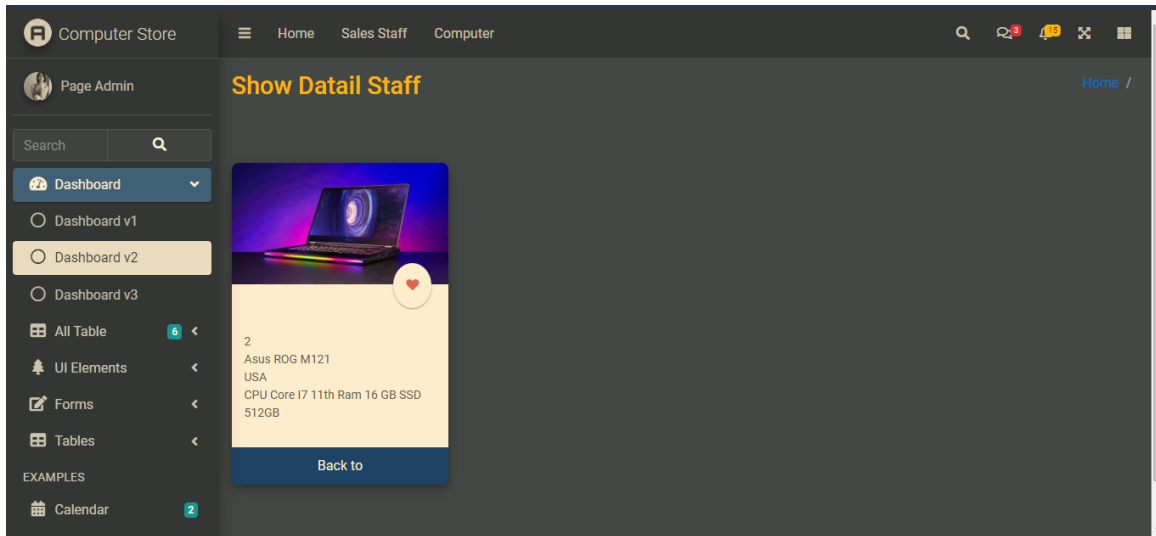 Computer Store
Home Sales Staff Computer
3
15
Page Admin
Show Datail Staff
Home /
Search
Dashboard
Dashboard v1
Dashboard v2
Dashboard v3
All Table 6
UI Elements
Forms
Tables
EXAMPLES
Calendar 2
2
Asus ROG M121
USA
CPU Core I7 11th Ram 16 GB SSD
512GB
Back to